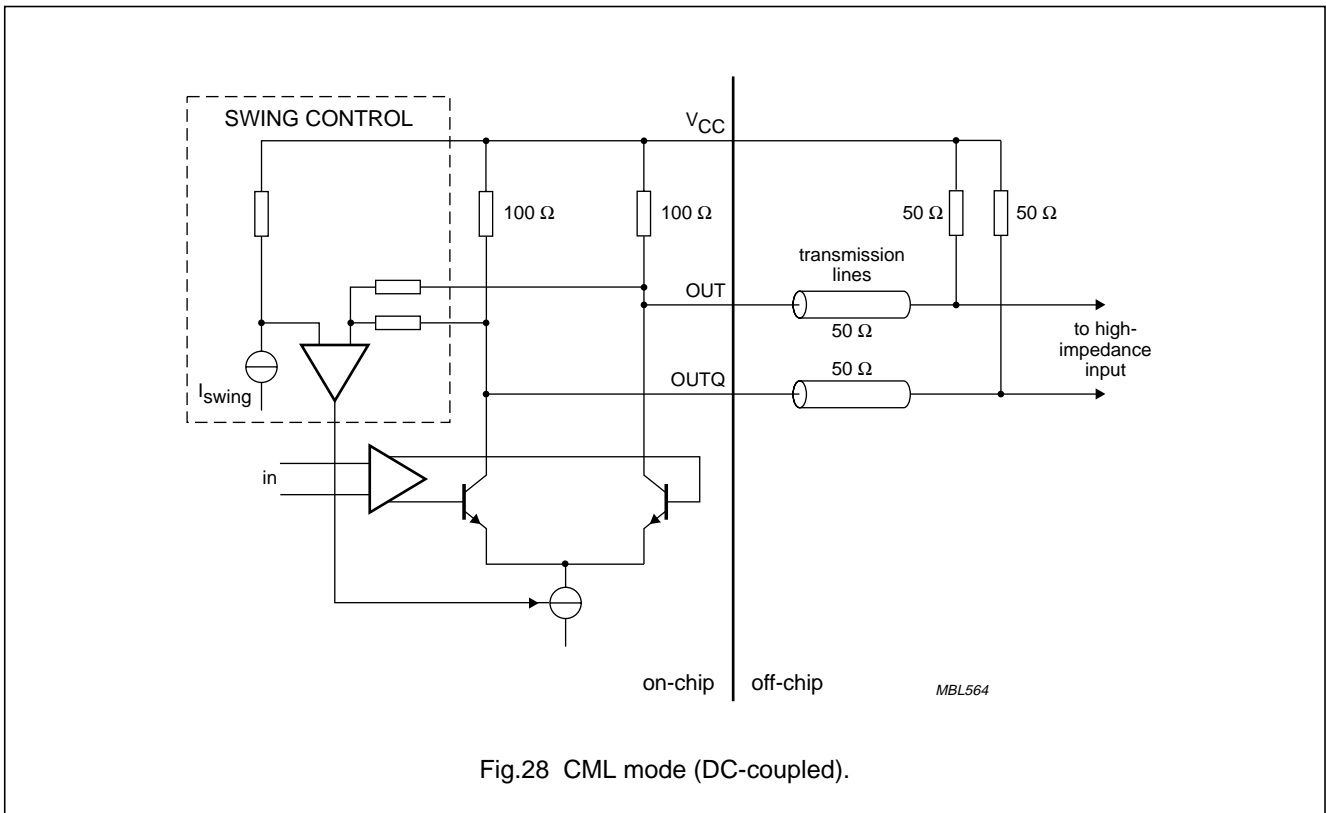 SWING CONTROL
VCC
100 Ω
100 Ω
50 Ω
50 Ω
transmission
lines
OUT
50 Ω
to high-
impedance
input
50 Ω
OUTQ
Iswing
in
on-chip
off-chip
MBL564
Fig.28 CML mode (DC-coupled).